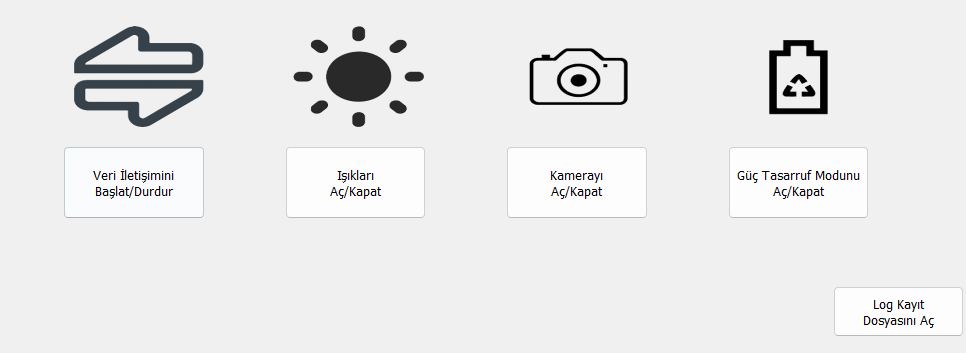 Veri İletişimini
Başlat/Durdur
Işıkları
Aç/Kapat
Kamerayı
Aç/Kapat
Güç Tasarruf Modunu
Aç/Kapat
Log Kayıt
Dosyasını Aç